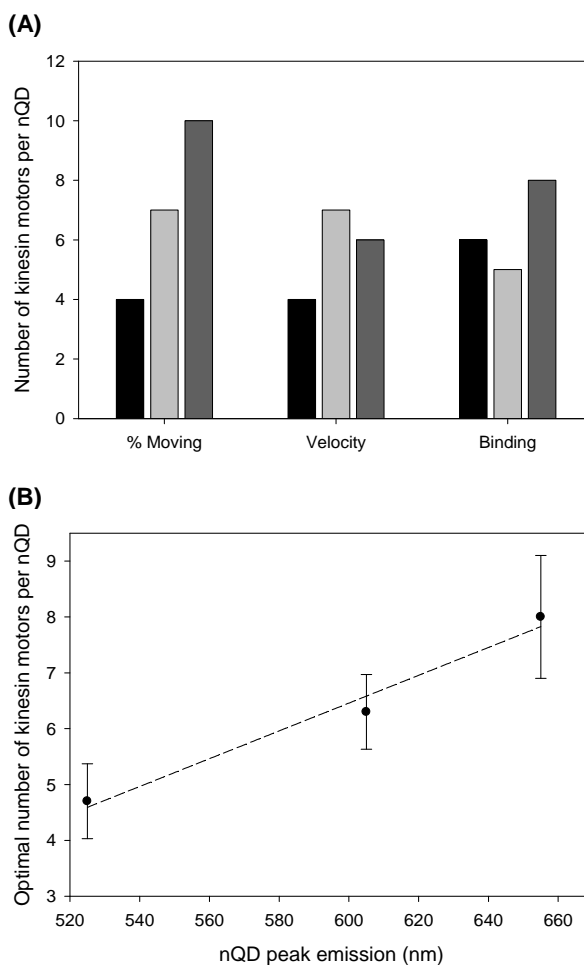 (A)
Number of kinesin motors per nQD
12
10
8
6
4
2
0
% Moving Velocity Binding
(B)
Optimal number of kinesin motors per nQD
9
8
7
6
5
4
3
520 540 560 580 600 620 640 660
nQD peak emission (nm)